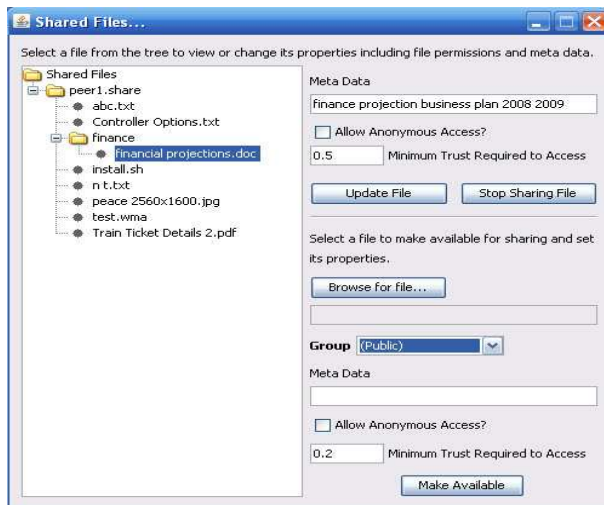 Shared Files...
Select a file from the tree to view or change its properties including file permissions and meta data.
Shared Files
peer1.share
abc.txt
Controller Options.txt
finance
financial projections.doc
install.sh
n t.txt
peace 2560x1600.jpg
test.wma
Train Ticket Details 2.pdf
Meta Data
finance projection business plan 2008 2009
Allow Anonymous Access?
0.5 Minimum Trust Required to Access
Update File Stop Sharing File
Select a file to make available for sharing and set
its properties.
Browse for file...
Group (Public)
Meta Data
Allow Anonymous Access?
0.2 Minimum Trust Required to Access
Make Available